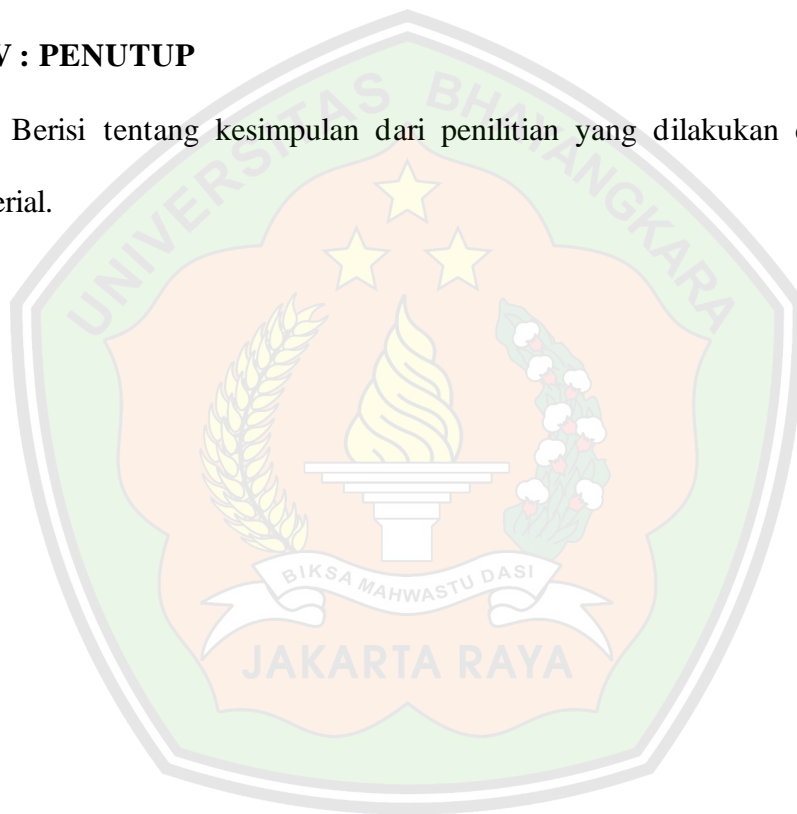 V : PENUTUP
Berisi tentang kesimpulan dari penilitian yang dilakukan
erial.
UNIVERSITAS BHAYANGKARA
BIKSA MAHWASTU DASI
JAKARTA RAYA